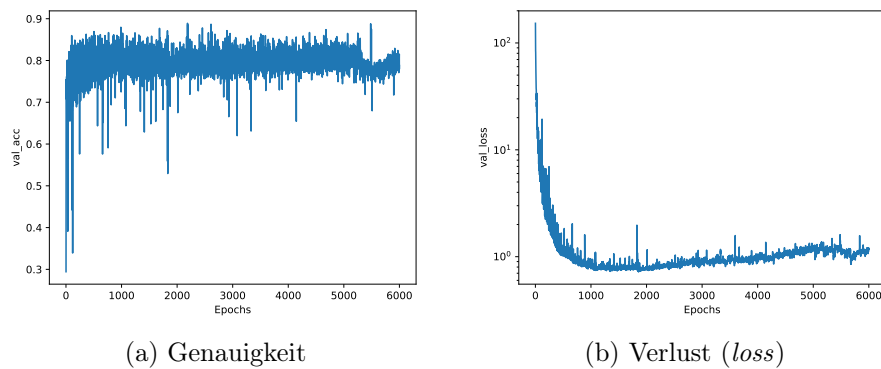 0.9
0.8
0.7
0.6
0.5
0.4
0.3
val_acc
0 1000 2000 3000 4000 5000 6000
Epochs
(a) Genauigkeit
10²
10¹
10⁰
val_loss
0 1000 2000 3000 4000 5000 6000
Epochs
(b) Verlust (loss)